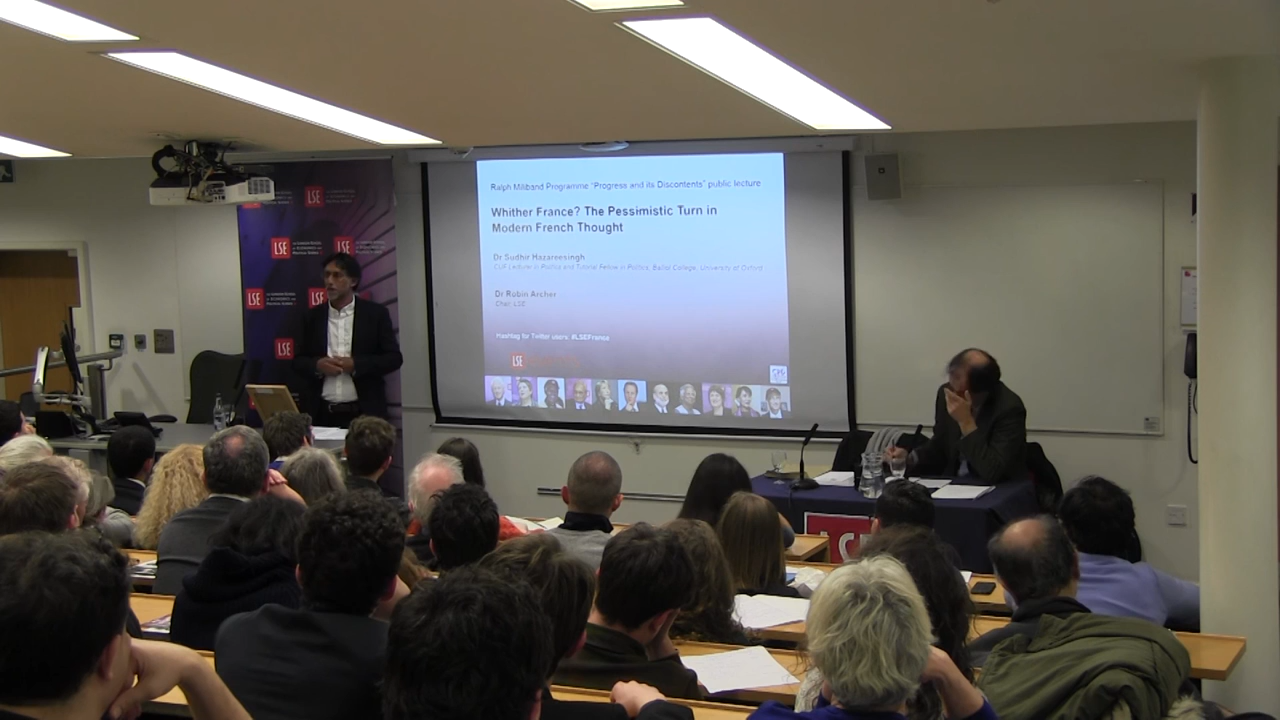 Ralph Miliband Programme "Progress and its Discontents" public lecture
Whither France? The Pessimistic Turn in
Modern French Thought
Dr Sudhir Hazareesingh
CUF Lecturer in Politics and Tutorial Fellow in Politics, Balliol College, University of Oxford
Dr Robin Archer
Chair, LSE
Hashtag for Twitter users: #LSEFrance
LSE
LSE
LSE
LSE
LSE
LSE
LSE